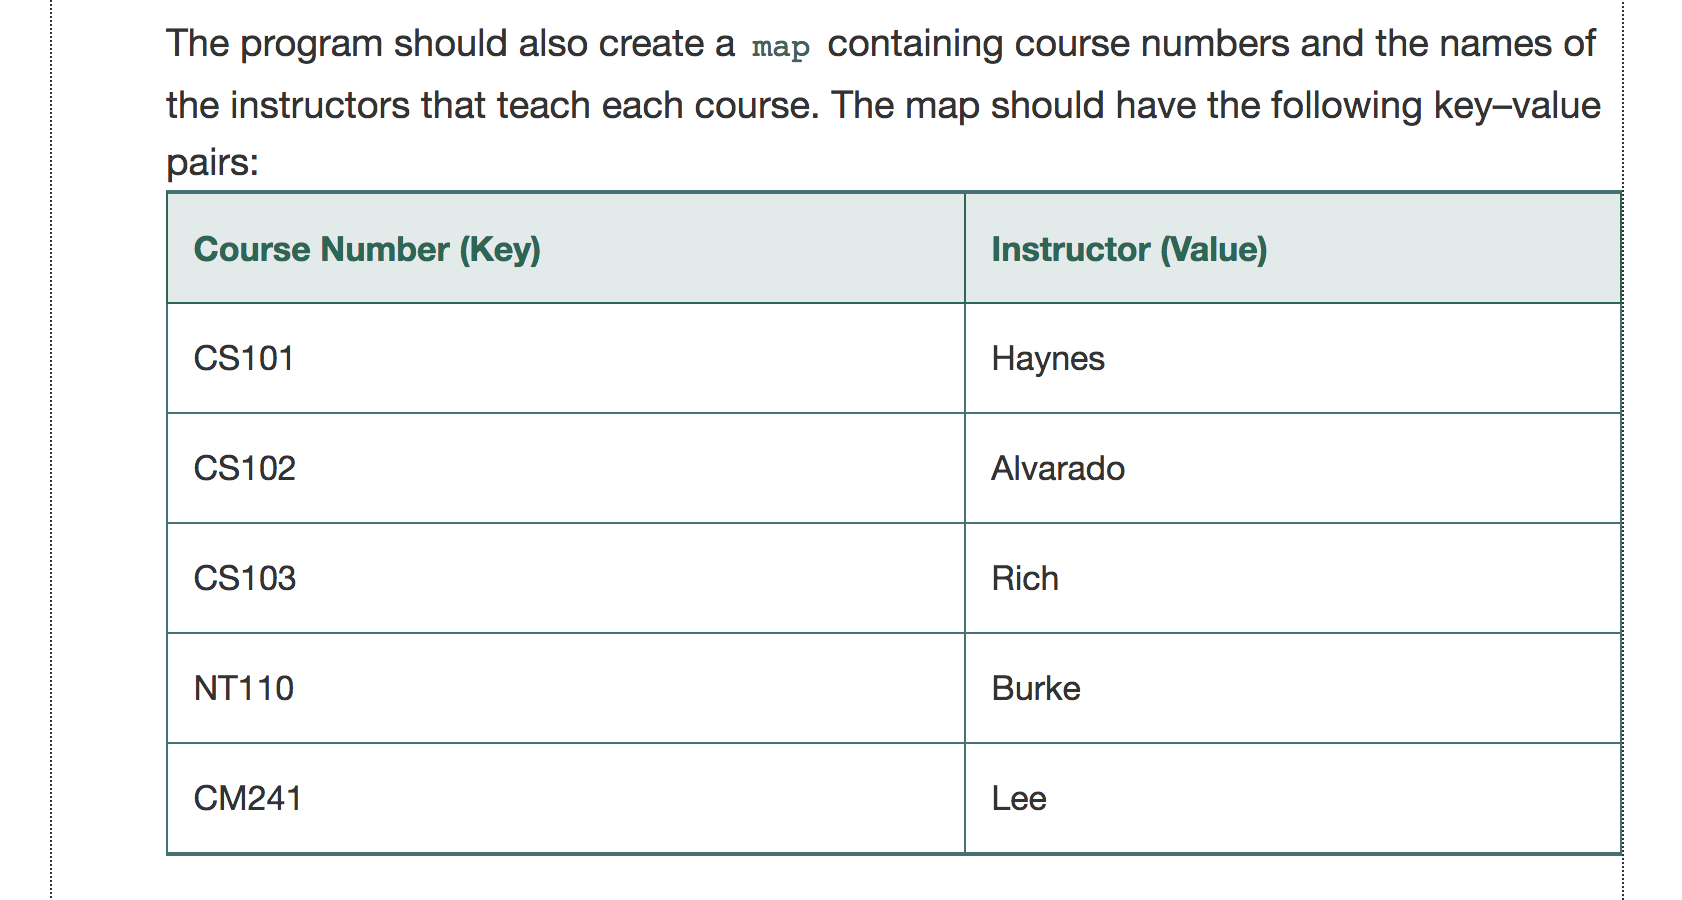 The program should also create a map containing course numbers and the names of
the instructors that teach each course. The map should have the following key–value
pairs:
Course Number (Key) Instructor (Value)
CS101 Haynes
CS102 Alvarado
CS103 Rich
NT110 Burke
CM241 Lee